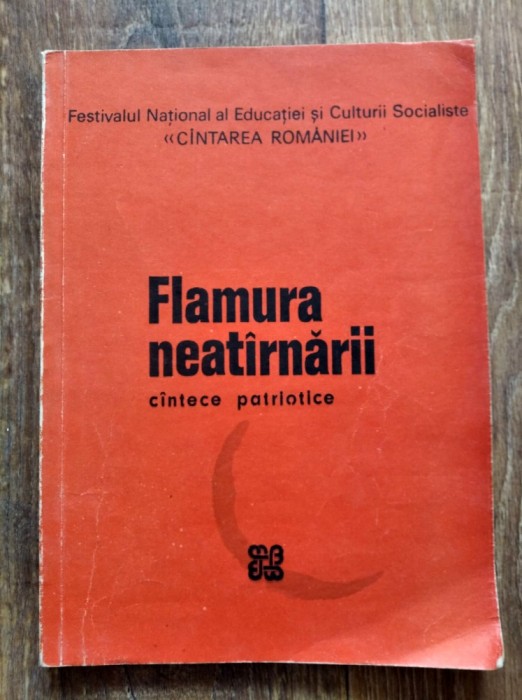 Festivalul Național al Educației și Culturii Socialiste
«CÎNTAREA ROMÂNIEI»
Flamura
neatîrnării
cîntece patriotice